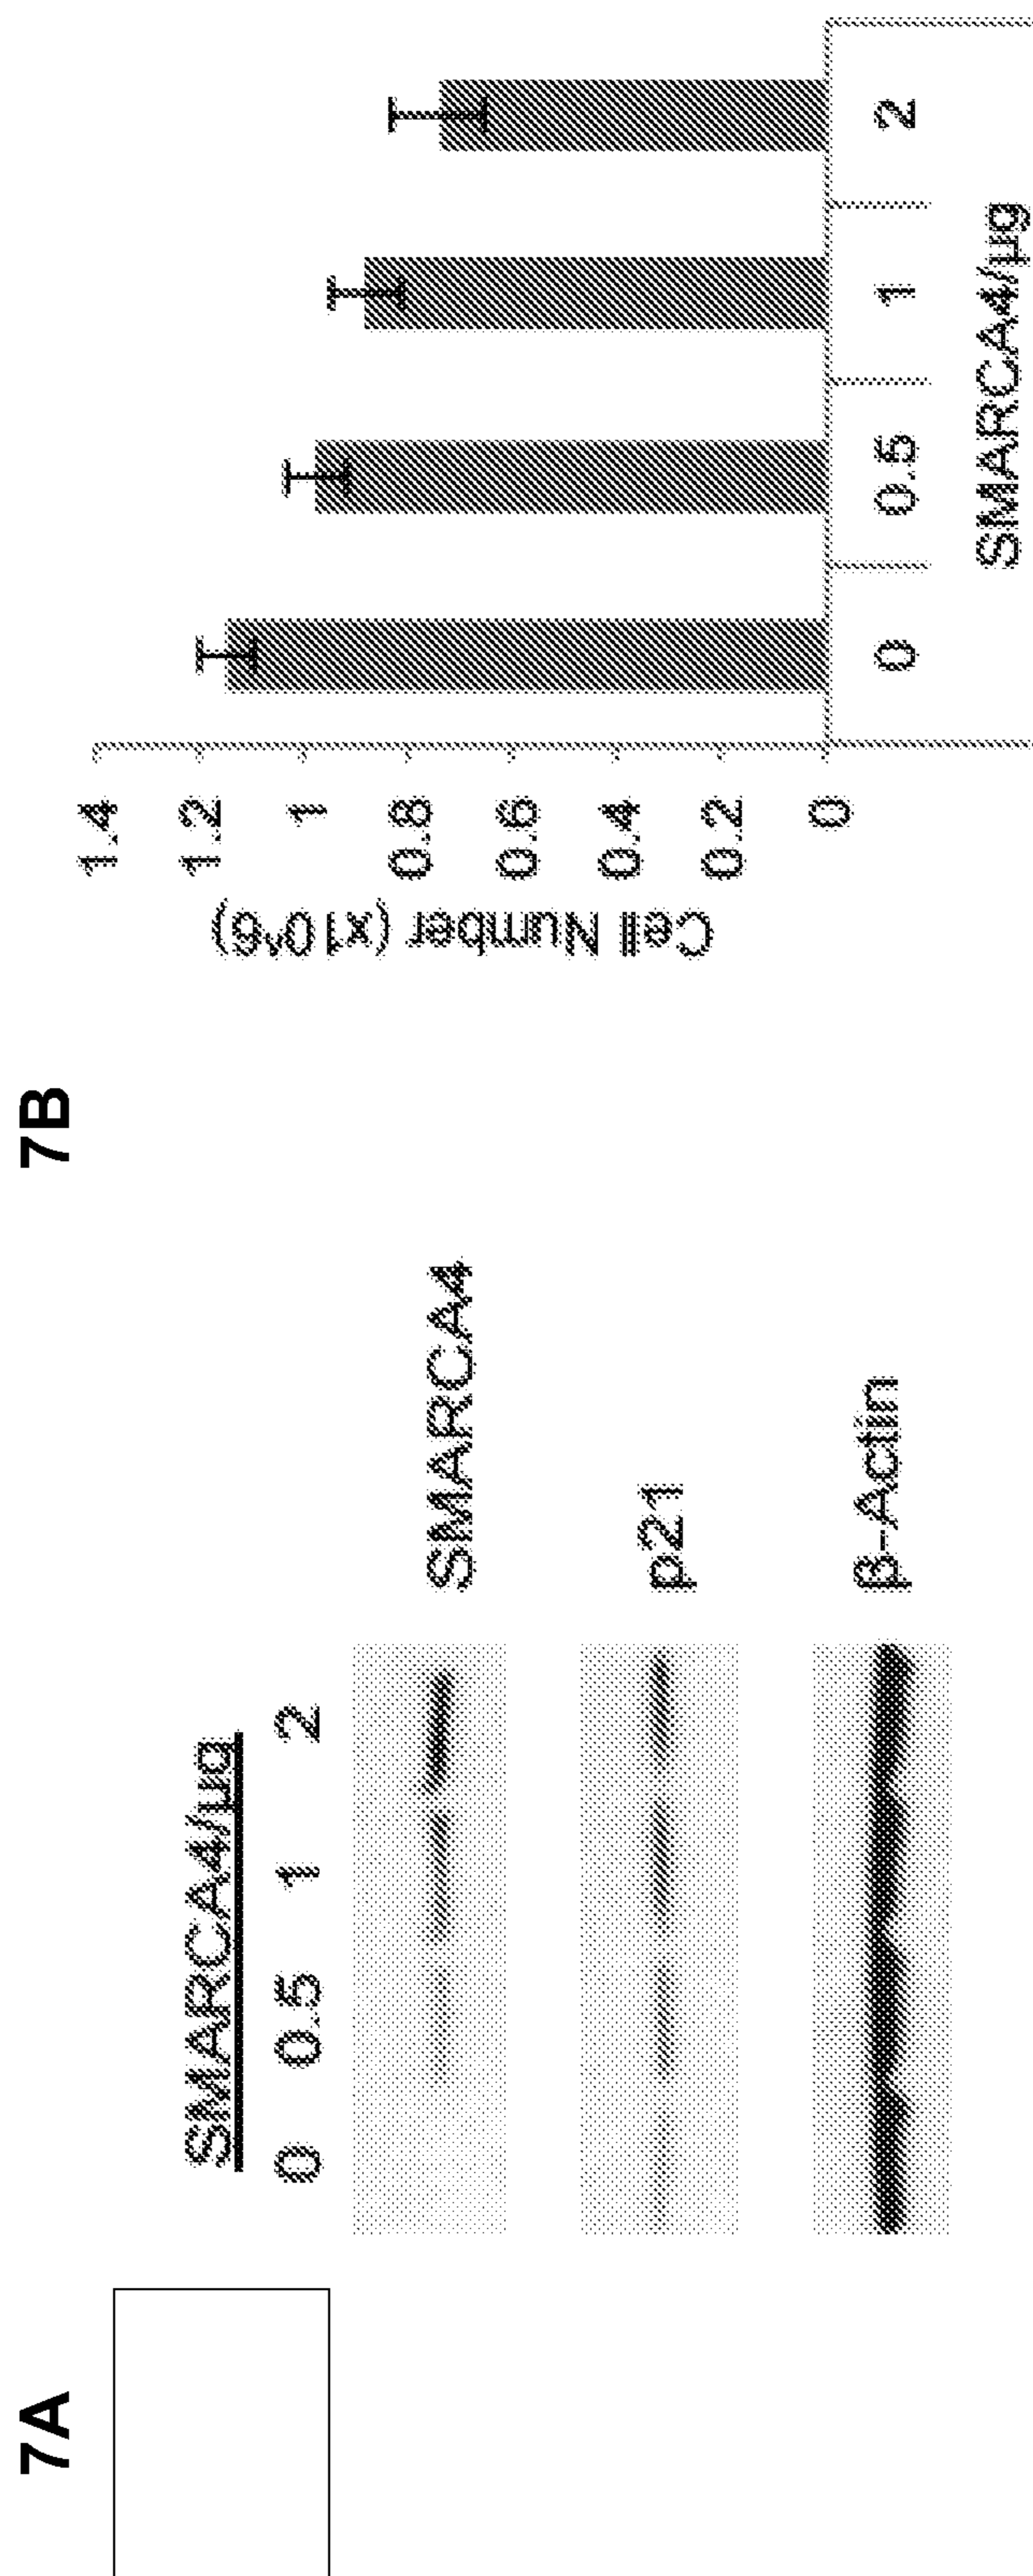 7A
SMARCA4/µg
0 0.5 1 2
SMARCA4
p21
β-Actin
7B
Cell Number (x10^6)
1.4
1.2
1
0.8
0.6
0.4
0.2
0
0 0.5 1 2
SMARCA4/µg